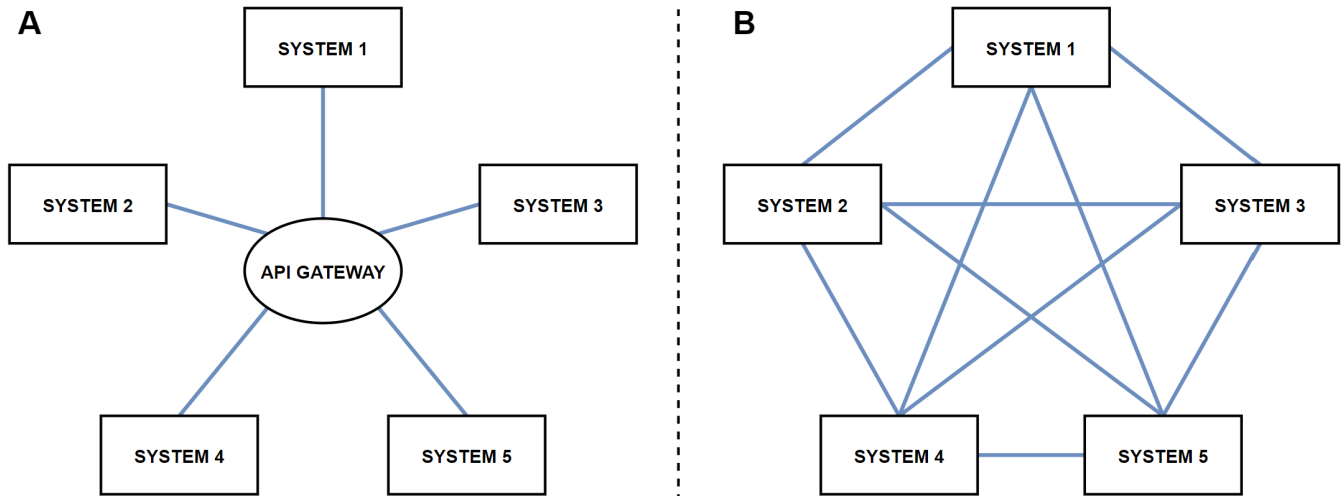 A
SYSTEM 1
SYSTEM 2
SYSTEM 3
API GATEWAY
SYSTEM 4
SYSTEM 5
B
SYSTEM 1
SYSTEM 2
SYSTEM 3
SYSTEM 4
SYSTEM 5